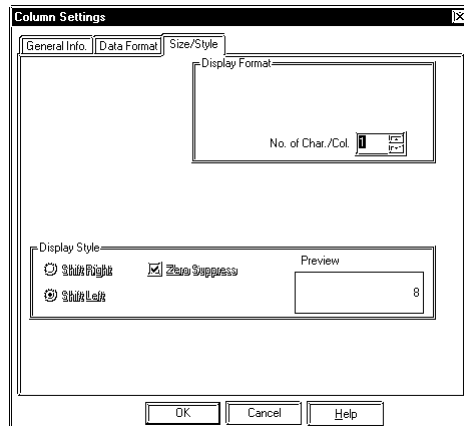 Column Settings
General Info. Data Format Size/Style
Display Format
No. of Char./Col. 1
Display Style
Shift Right Zero Suppress Preview
Shift Left 8
OK Cancel Help